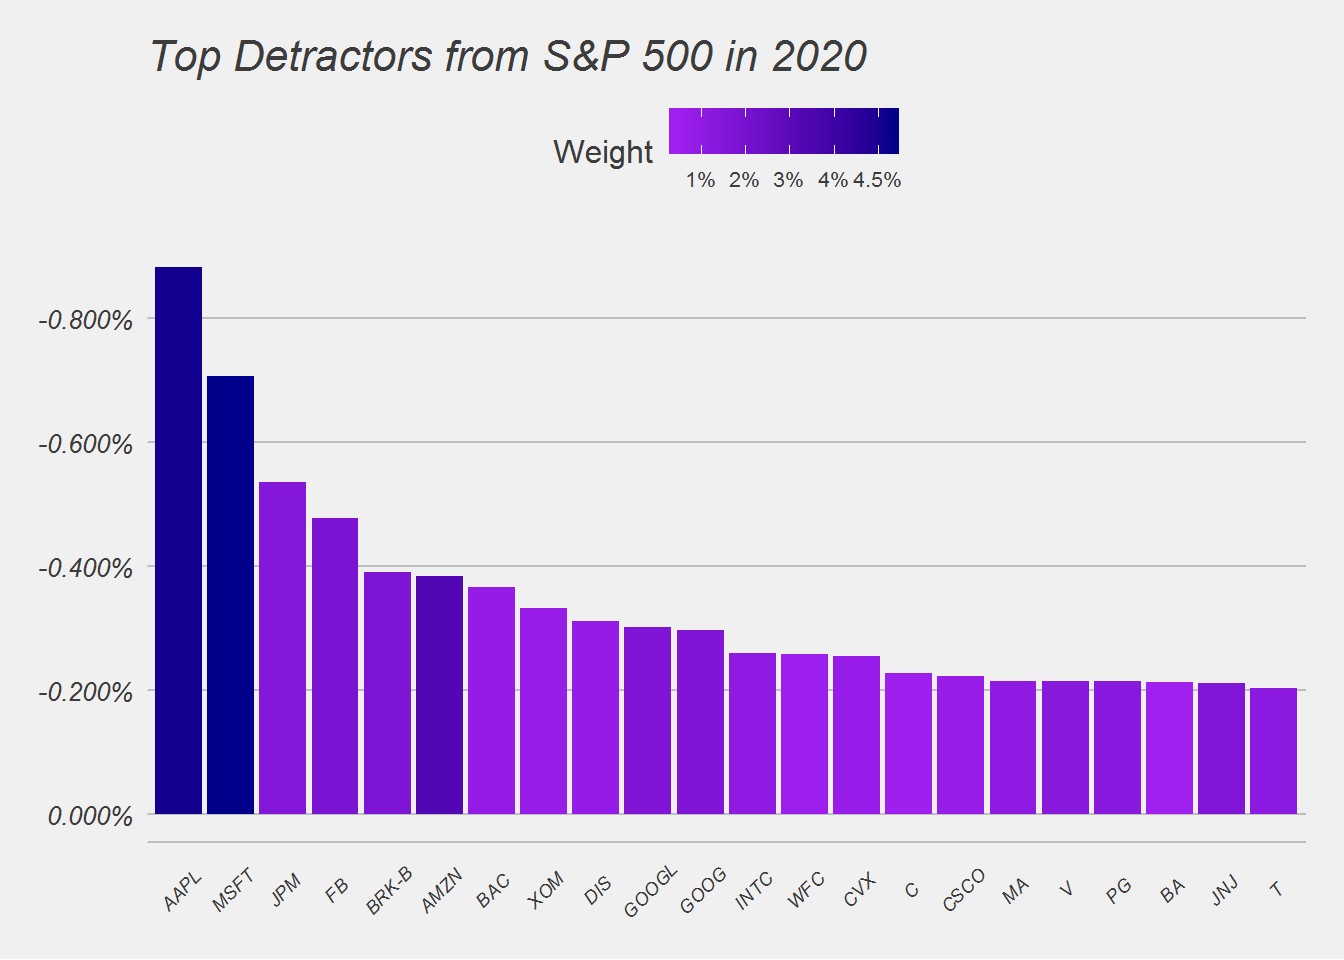 Top Detractors from S&P 500 in 2020
Weight
1% 2% 3% 4% 4.5%
-0.800%
-0.600%
-0.400%
-0.200%
0.000%
AAPL MSFT JPM FB BRK-B AMZN BAC XOM DIS GOOGL GOOG INTC WFC CVX C CSCO MA V PG BA JNJ T